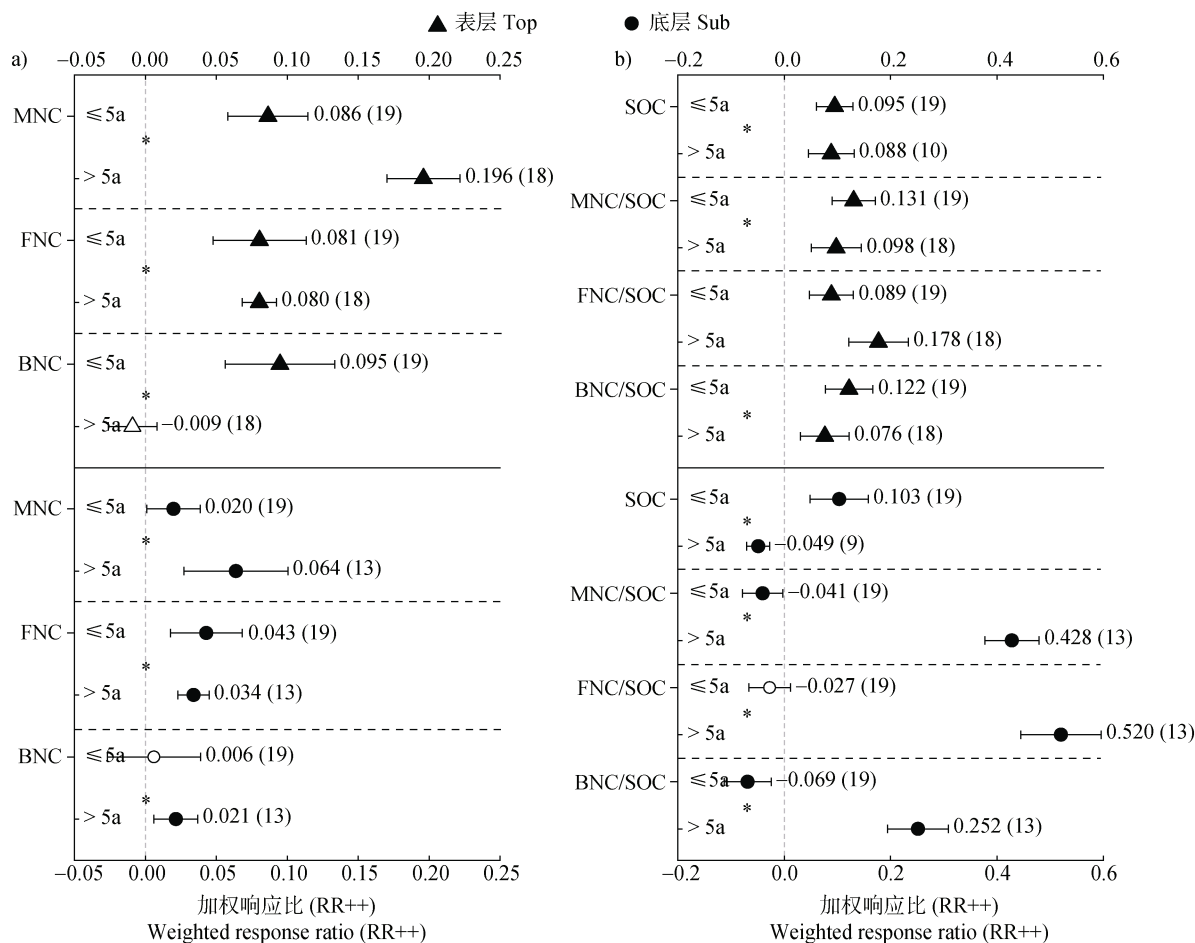 ▲ 表层 Top ● 底层 Sub
a)
−0.05 0.00 0.05 0.10 0.15 0.20 0.25
MNC ≤5a 0.086 (19)
*
> 5a 0.196 (18)
FNC ≤5a 0.081 (19)
*
> 5a 0.080 (18)
BNC ≤5a 0.095 (19)
*
> 5a −0.009 (18)
MNC ≤5a 0.020 (19)
*
> 5a 0.064 (13)
FNC ≤5a 0.043 (19)
*
> 5a 0.034 (13)
BNC ≤5a 0.006 (19)
*
> 5a 0.021 (13)
−0.05 0.00 0.05 0.10 0.15 0.20 0.25
加权响应比 (RR++)
Weighted response ratio (RR++)
b)
−0.2 0.0 0.2 0.4 0.6
SOC ≤5a 0.095 (19)
*
> 5a 0.088 (10)
MNC/SOC ≤5a 0.131 (19)
*
> 5a 0.098 (18)
FNC/SOC ≤5a 0.089 (19)
> 5a 0.178 (18)
BNC/SOC ≤5a 0.122 (19)
*
> 5a 0.076 (18)
SOC ≤5a 0.103 (19)
*
> 5a −0.049 (9)
MNC/SOC ≤5a −0.041 (19)
*
> 5a 0.428 (13)
FNC/SOC ≤5a −0.027 (19)
*
> 5a 0.520 (13)
BNC/SOC ≤5a −0.069 (19)
*
> 5a 0.252 (13)
−0.2 0.0 0.2 0.4 0.6
加权响应比 (RR++)
Weighted response ratio (RR++)